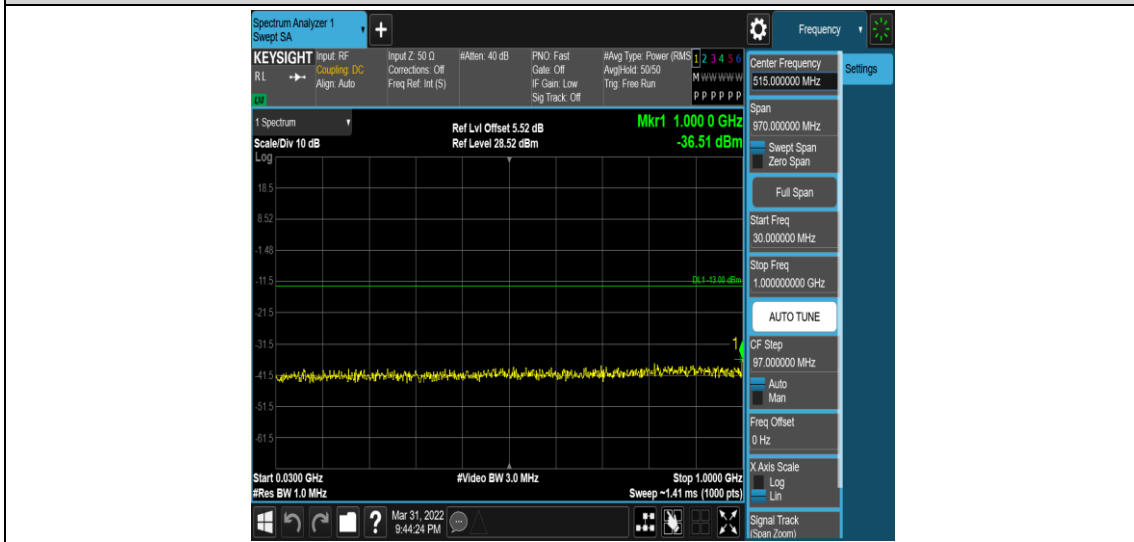 Spectrum Analyzer 1
Swept SA
+
Frequency
KEYSIGHT
RL
Input: RF
Coupling: DC
Align: Auto
Input Z: 50 Ω
Corrections: Off
Freq Ref: Int (S)
#Atten: 40 dB
PNO: Fast
Gate: Off
IF Gain: Low
Sig Track: Off
#Avg Type: Power (RMS
Avg|Hold: 50/50
Trig: Free Run
1 2 3 4 5 6
M W W W W W
P P P P P P
1 Spectrum
Scale/Div 10 dB
Log
Ref Lvl Offset 5.52 dB
Ref Level 28.52 dBm
Mkr1 1.000 0 GHz
-36.51 dBm
18.5
8.52
-1.48
-11.5
-21.5
-31.5
-41.5
-51.5
-61.5
DL1 -13.00 dBm
1
Start 0.0300 GHz
#Res BW 1.0 MHz
#Video BW 3.0 MHz
Stop 1.0000 GHz
Sweep ~1.41 ms (1000 pts)
Mar 31, 2022
9:44:24 PM
?
Center Frequency
515.000000 MHz
Settings
Span
970.000000 MHz
Swept Span
Zero Span
Full Span
Start Freq
30.000000 MHz
Stop Freq
1.000000000 GHz
AUTO TUNE
CF Step
97.000000 MHz
Auto
Man
Freq Offset
0 Hz
X Axis Scale
Log
Lin
Signal Track
(Span Zoom)